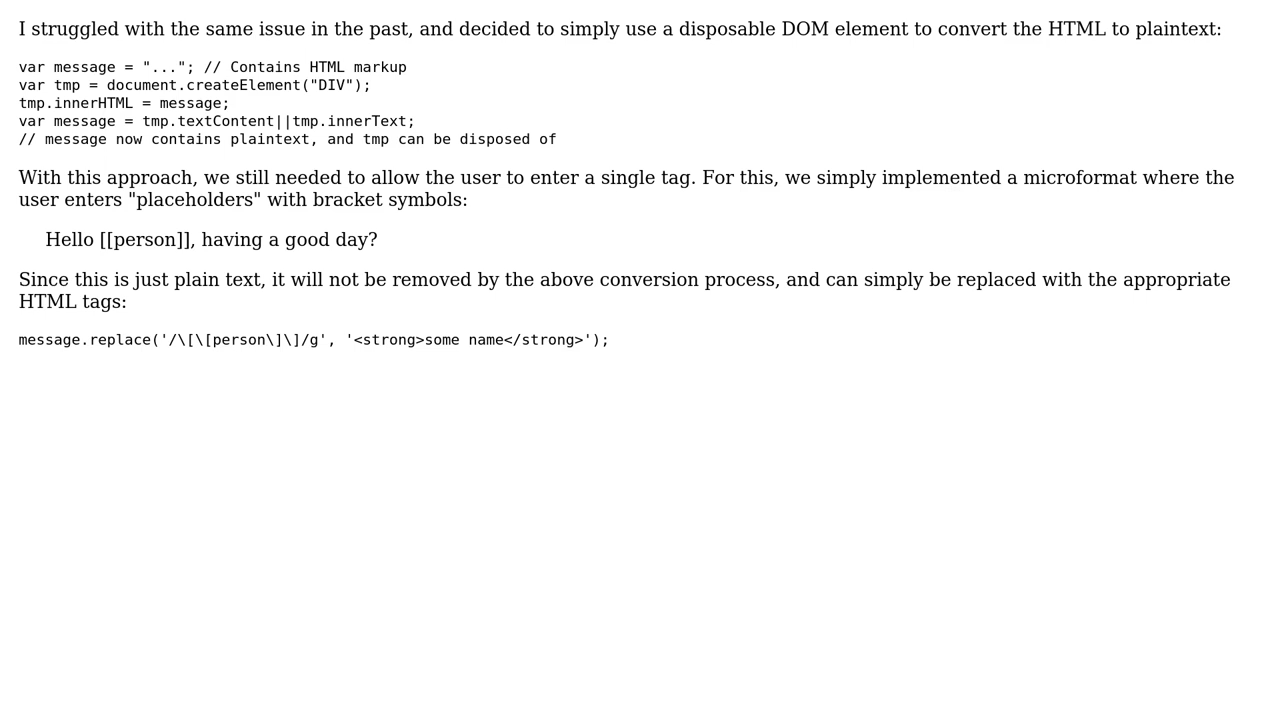 I struggled with the same issue in the past, and decided to simply use a disposable DOM element to convert the HTML to plaintext:
var message = "..."; // Contains HTML markup
var tmp = document.createElement("DIV");
tmp.innerHTML = message;
var message = tmp.textContent||tmp.innerText;
// message now contains plaintext, and tmp can be disposed of
With this approach, we still needed to allow the user to enter a single tag. For this, we simply implemented a microformat where the
user enters "placeholders" with bracket symbols:
Hello [[person]], having a good day?
Since this is just plain text, it will not be removed by the above conversion process, and can simply be replaced with the appropriate
HTML tags:
message.replace('/\[\[person\]\]/g', '<strong>some name</strong>');